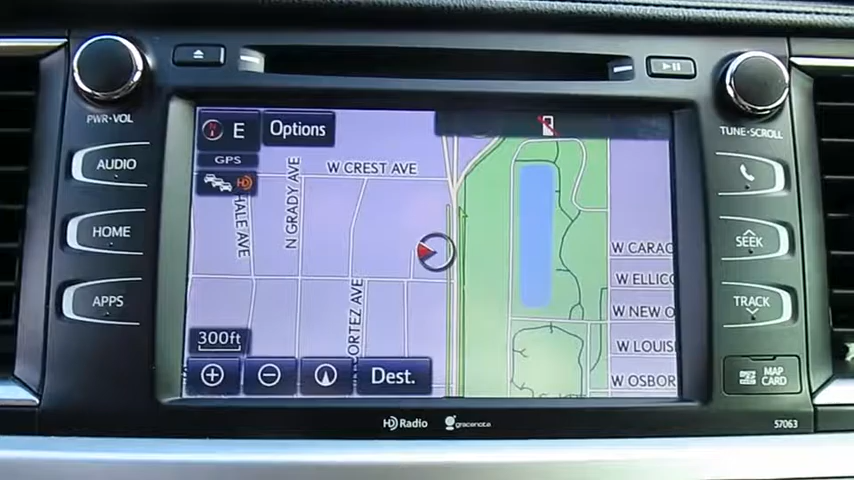 PWR·VOL
AUDIO
HOME
APPS
E
Options
GPS
HD
W CREST AVE
N GRADY AVE
HALE AVE
ORTEZ AVE
W CARAC
W ELLIC
W NEW O
W LOUIS
W OSBOR
300ft
Dest.
TUNE·SCROLL
SEEK
TRACK
MAP
CARD
HD Radio
gracenote
57063